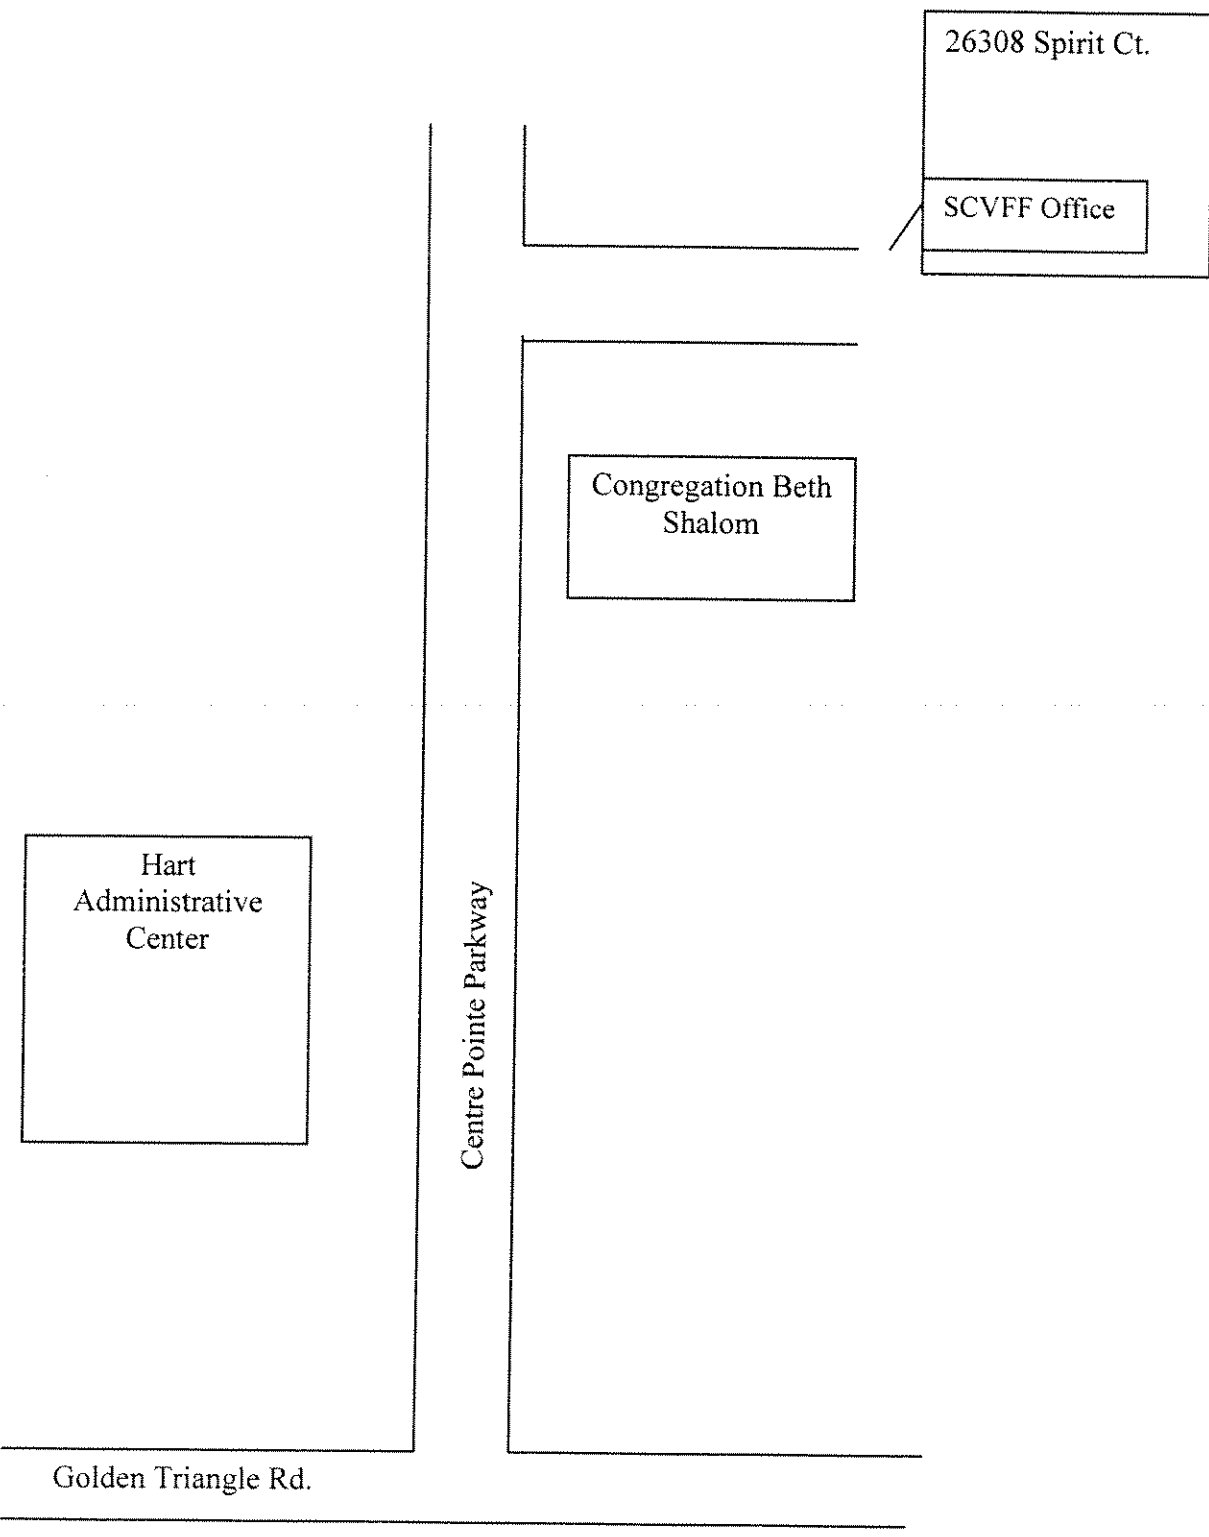 26308 Spirit Ct.
SCVFF Office
Congregation Beth
Shalom
Hart
Administrative
Center
Centre Pointe Parkway
Golden Triangle Rd.